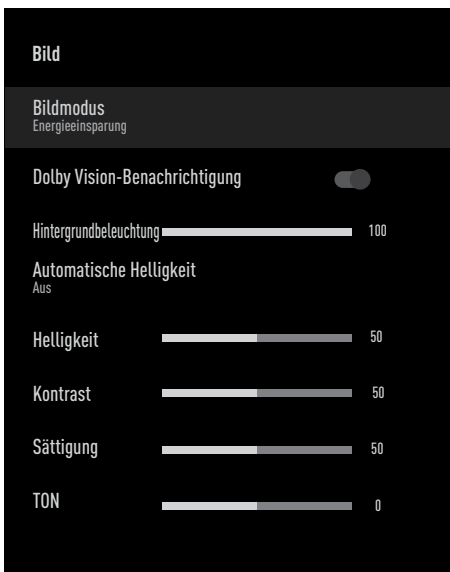 Bild
Bildmodus
Energieeinsparung
Dolby Vision-Benachrichtigung
Hintergrundbeleuchtung 100
Automatische Helligkeit
Aus
Helligkeit 50
Kontrast 50
Sättigung 50
TON 0